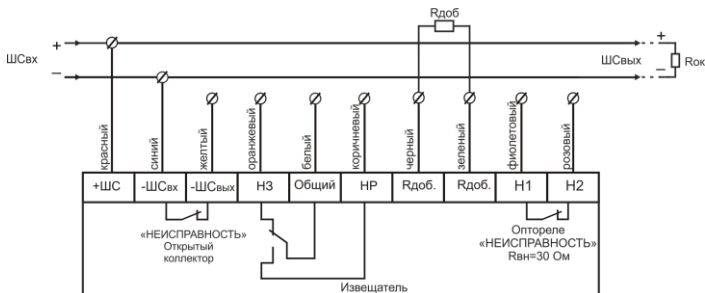 Rдоб
+
+
ШСвх
ШСвых
Rок
–
–
красный
синий
желтый
оранжевый
белый
коричневый
черный
зеленый
фиолетовый
розовый
+ШС
-ШСвх
-ШСвых
НЗ
Общий
НР
Rдоб.
Rдоб.
Н1
Н2
«НЕИСПРАВНОСТЬ»
Открытый
коллектор
Оптореле
«НЕИСПРАВНОСТЬ»
Rвн=30 Ом
Извещатель